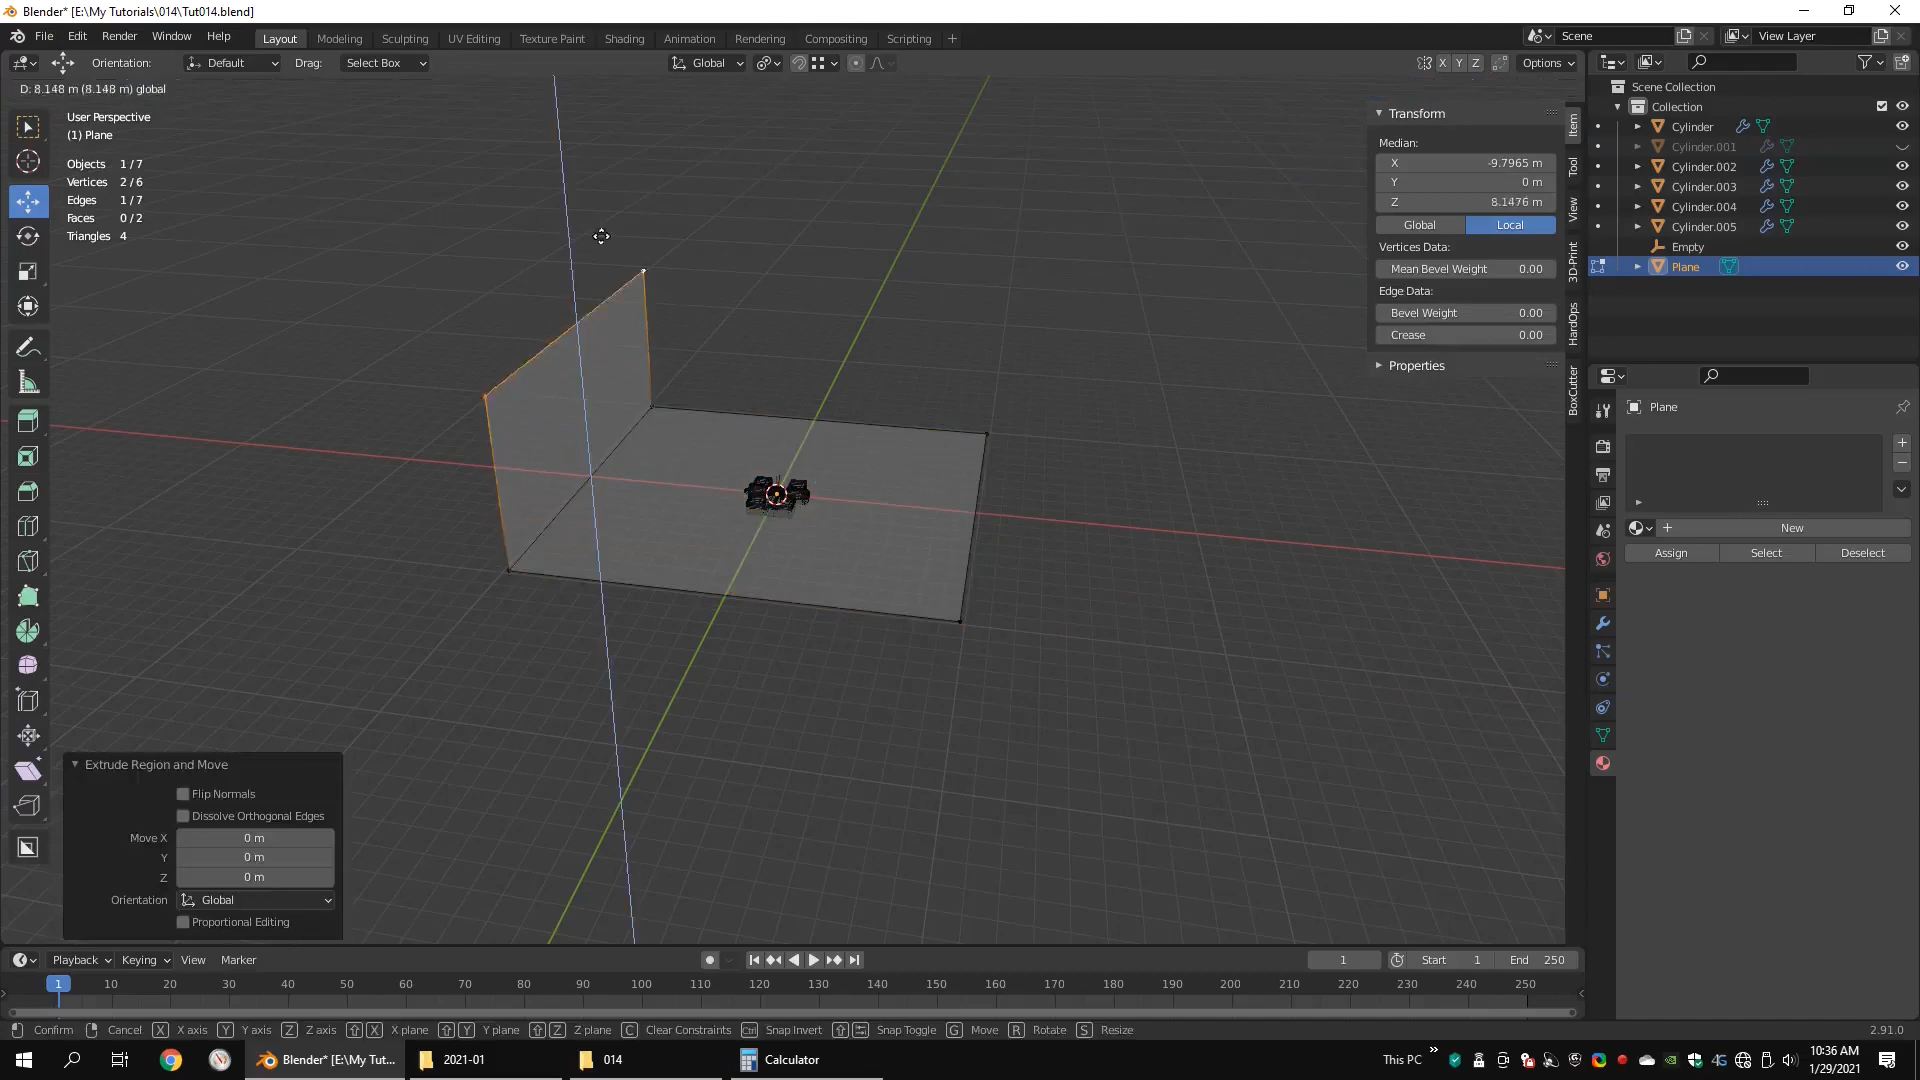 Blender* [E:\My Tutorials\014\Tut014.blend]
File Edit Render Window Help
Layout Modeling Sculpting UV Editing Texture Paint Shading Animation Rendering Compositing Scripting +
Scene
View Layer
Orientation: Default Drag: Select Box
Global
X Y Z Options
D: 8.148 m (8.148 m) global
User Perspective
(1) Plane
Objects 1/7
Vertices 2/6
Edges 1/7
Faces 0/2
Triangles 4
Transform
Median:
X -9.7965 m
Y 0 m
Z 8.1476 m
Global Local
Vertices Data:
Mean Bevel Weight 0.00
Edge Data:
Bevel Weight 0.00
Crease 0.00
Properties
Item
Tool
View
3D-Print
HardOps
BoxCutter
Scene Collection
Collection
Cylinder
Cylinder.001
Cylinder.002
Cylinder.003
Cylinder.004
Cylinder.005
Empty
Plane
Plane
New
Assign Select Deselect
Extrude Region and Move
Flip Normals
Dissolve Orthogonal Edges
Move X 0 m
Y 0 m
Z 0 m
Orientation Global
Proportional Editing
Playback Keying View Marker
1 Start 1 End 250
1 10 20 30 40 50 60 70 80 90 100 110 120 130 140 150 160 170 180 190 200 210 220 230 240 250
Confirm Cancel X X axis Y Y axis Z Z axis X X plane Y Y plane Z Z plane C Clear Constraints Ctrl Snap Invert Snap Toggle G Move R Rotate S Resize 2.91.0
Blender* [E:\My Tut... 2021-01 014 Calculator
This PC
4G
10:36 AM
1/29/2021